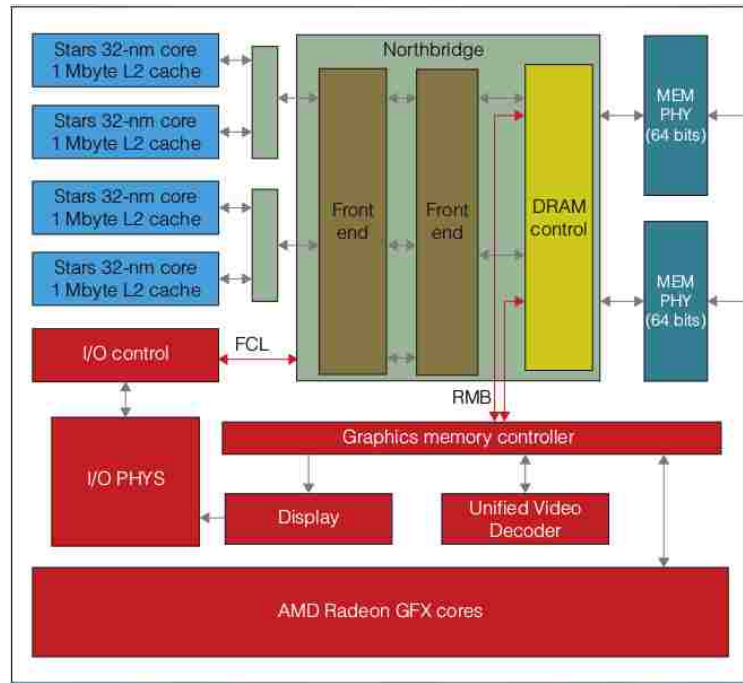 Stars 32-nm core
1 Mbyte L2 cache
Stars 32-nm core
1 Mbyte L2 cache
Stars 32-nm core
1 Mbyte L2 cache
Stars 32-nm core
1 Mbyte L2 cache
Northbridge
Front
end
Front
end
DRAM
control
MEM
PHY
(64 bits)
MEM
PHY
(64 bits)
I/O control
FCL
RMB
Graphics memory controller
I/O PHYS
Display
Unified Video
Decoder
AMD Radeon GFX cores